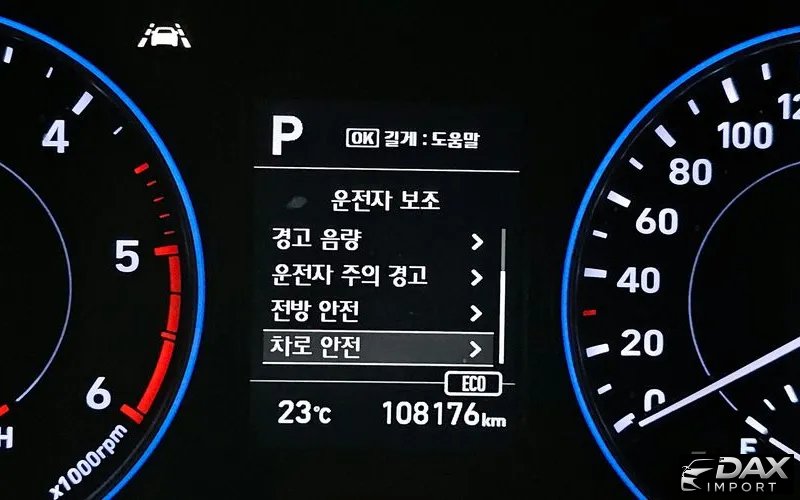 P
OK 길게 : 도움말
운전자 보조
경고 음량
운전자 주의 경고
전방 안전
차로 안전
ECO
23℃ 108176km
4
5
6
x1000rpm
H
100
80
60
40
20
0
E
DAX
IMPORT